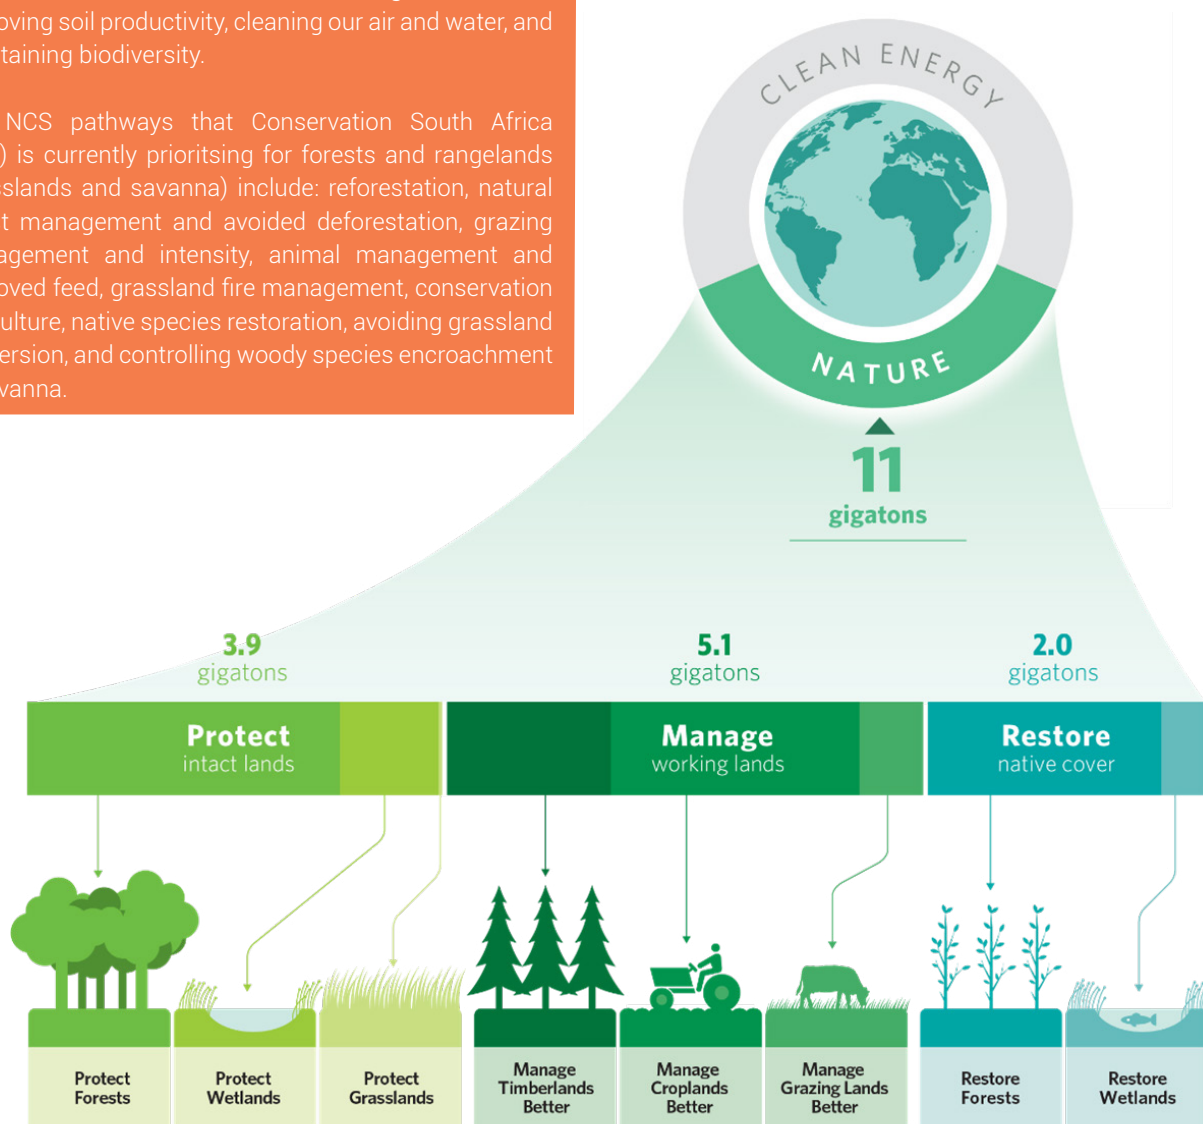 oving soil productivity, cleaning our air and water, and
taining biodiversity.
NCS pathways that Conservation South Africa
) is currently prioritsing for forests and rangelands
sslands and savanna) include: reforestation, natural
t management and avoided deforestation, grazing
agement and intensity, animal management and
oved feed, grassland fire management, conservation
ulture, native species restoration, avoiding grassland
ersion, and controlling woody species encroachment
vanna.
CLEAN ENERGY
NATURE
11
gigatons
3.9
gigatons
5.1
gigatons
2.0
gigatons
Protect
intact lands
Manage
working lands
Restore
native cover
Protect
Forests
Protect
Wetlands
Protect
Grasslands
Manage
Timberlands
Better
Manage
Croplands
Better
Manage
Grazing Lands
Better
Restore
Forests
Restore
Wetlands